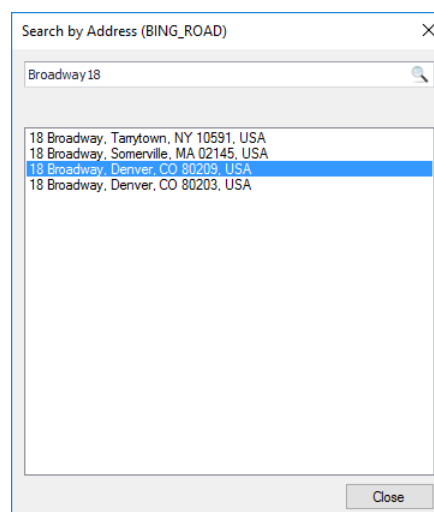 Search by Address (BING_ROAD)
Broadway18
18 Broadway, Tarrytown, NY 10591, USA
18 Broadway, Somerville, MA 02145, USA
18 Broadway, Denver, CO 80209, USA
18 Broadway, Denver, CO 80203, USA
Close